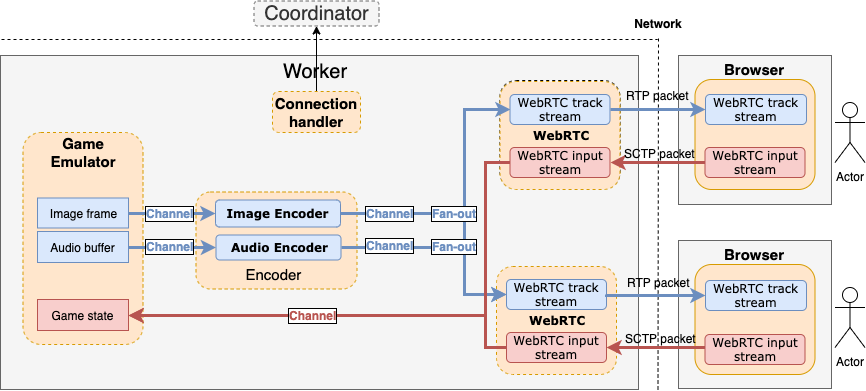 Coordinator
Network
Worker
Connection
handler
Game
Emulator
Image frame
Audio buffer
Game state
Channel
Channel
Image Encoder
Audio Encoder
Encoder
Channel
Channel
Fan-out
Fan-out
Channel
WebRTC track
stream
WebRTC
WebRTC input
stream
RTP packet
SCTP packet
Browser
WebRTC track
stream
WebRTC input
stream
Actor
WebRTC track
stream
WebRTC
WebRTC input
stream
RTP packet
SCTP packet
Browser
WebRTC track
stream
WebRTC input
stream
Actor